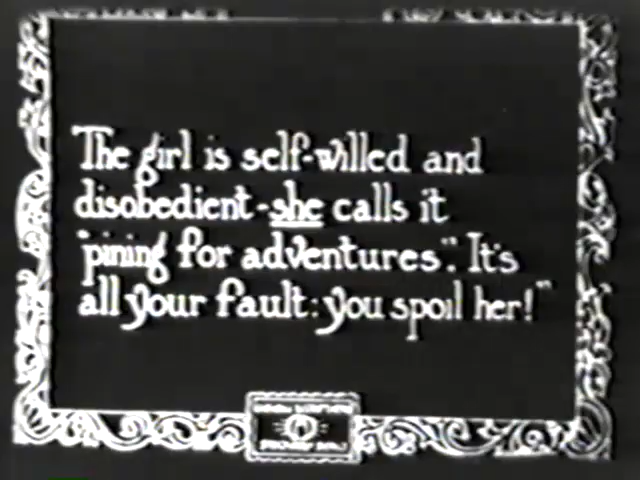 The girl is self-willed and
disobedient-she calls it
"pining for adventures". It's
all your fault: you spoil her!"